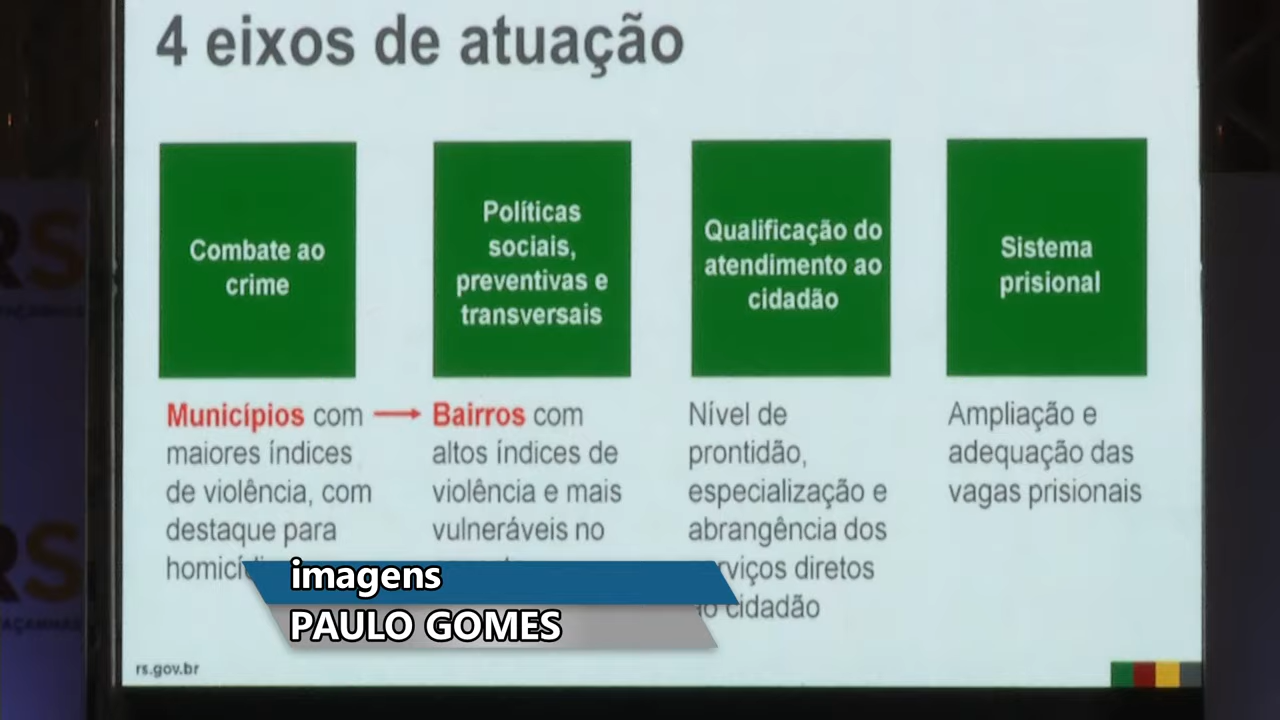 4 eixos de atuação
Combate ao
crime
Municípios com
maiores índices
de violência, com
destaque para
Políticas
sociais,
preventivas e
transversais
Bairros com
altos índices de
violência e mais
vulneráveis no
Qualificação do
atendimento ao
cidadão
Nível de
prontidão,
especialização e
abrangência dos
diretos
cidadão
Sistema
prisional
Ampliação e
adequação das
vagas prisionais
imagens
PAULO GOMES
rs.gov.br
RS
RS